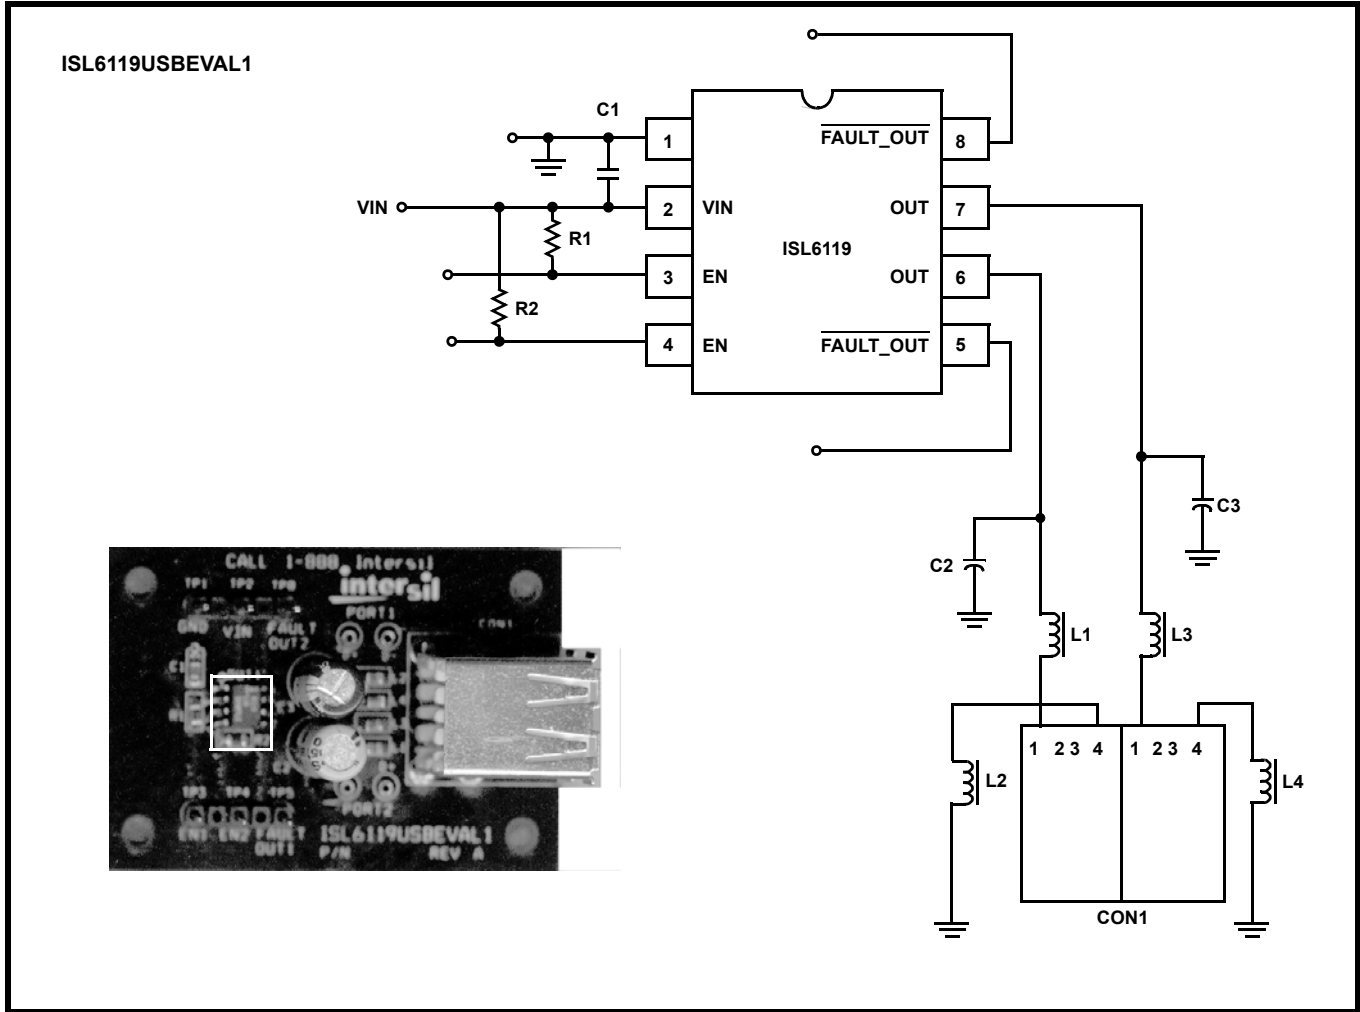 ISL6119USBEVAL1
C1
1
FAULT_OUT
8
VIN
2
VIN
OUT
7
R1
ISL6119
3
EN
OUT
6
R2
4
EN
FAULT_OUT
5
C3
C2
L1
L3
1 2 3 4
1 2 3 4
L2
L4
CON1
CALL 1-888 Intersil
intersil
TP1 TP2
PORT1
GND VIN FAULT
OUT2
CON1
C1
TP3 TP4 TP5
PORT2
EN1 EN2 FAULT
OUT1
ISL6119USBEVAL1
P/N REV A